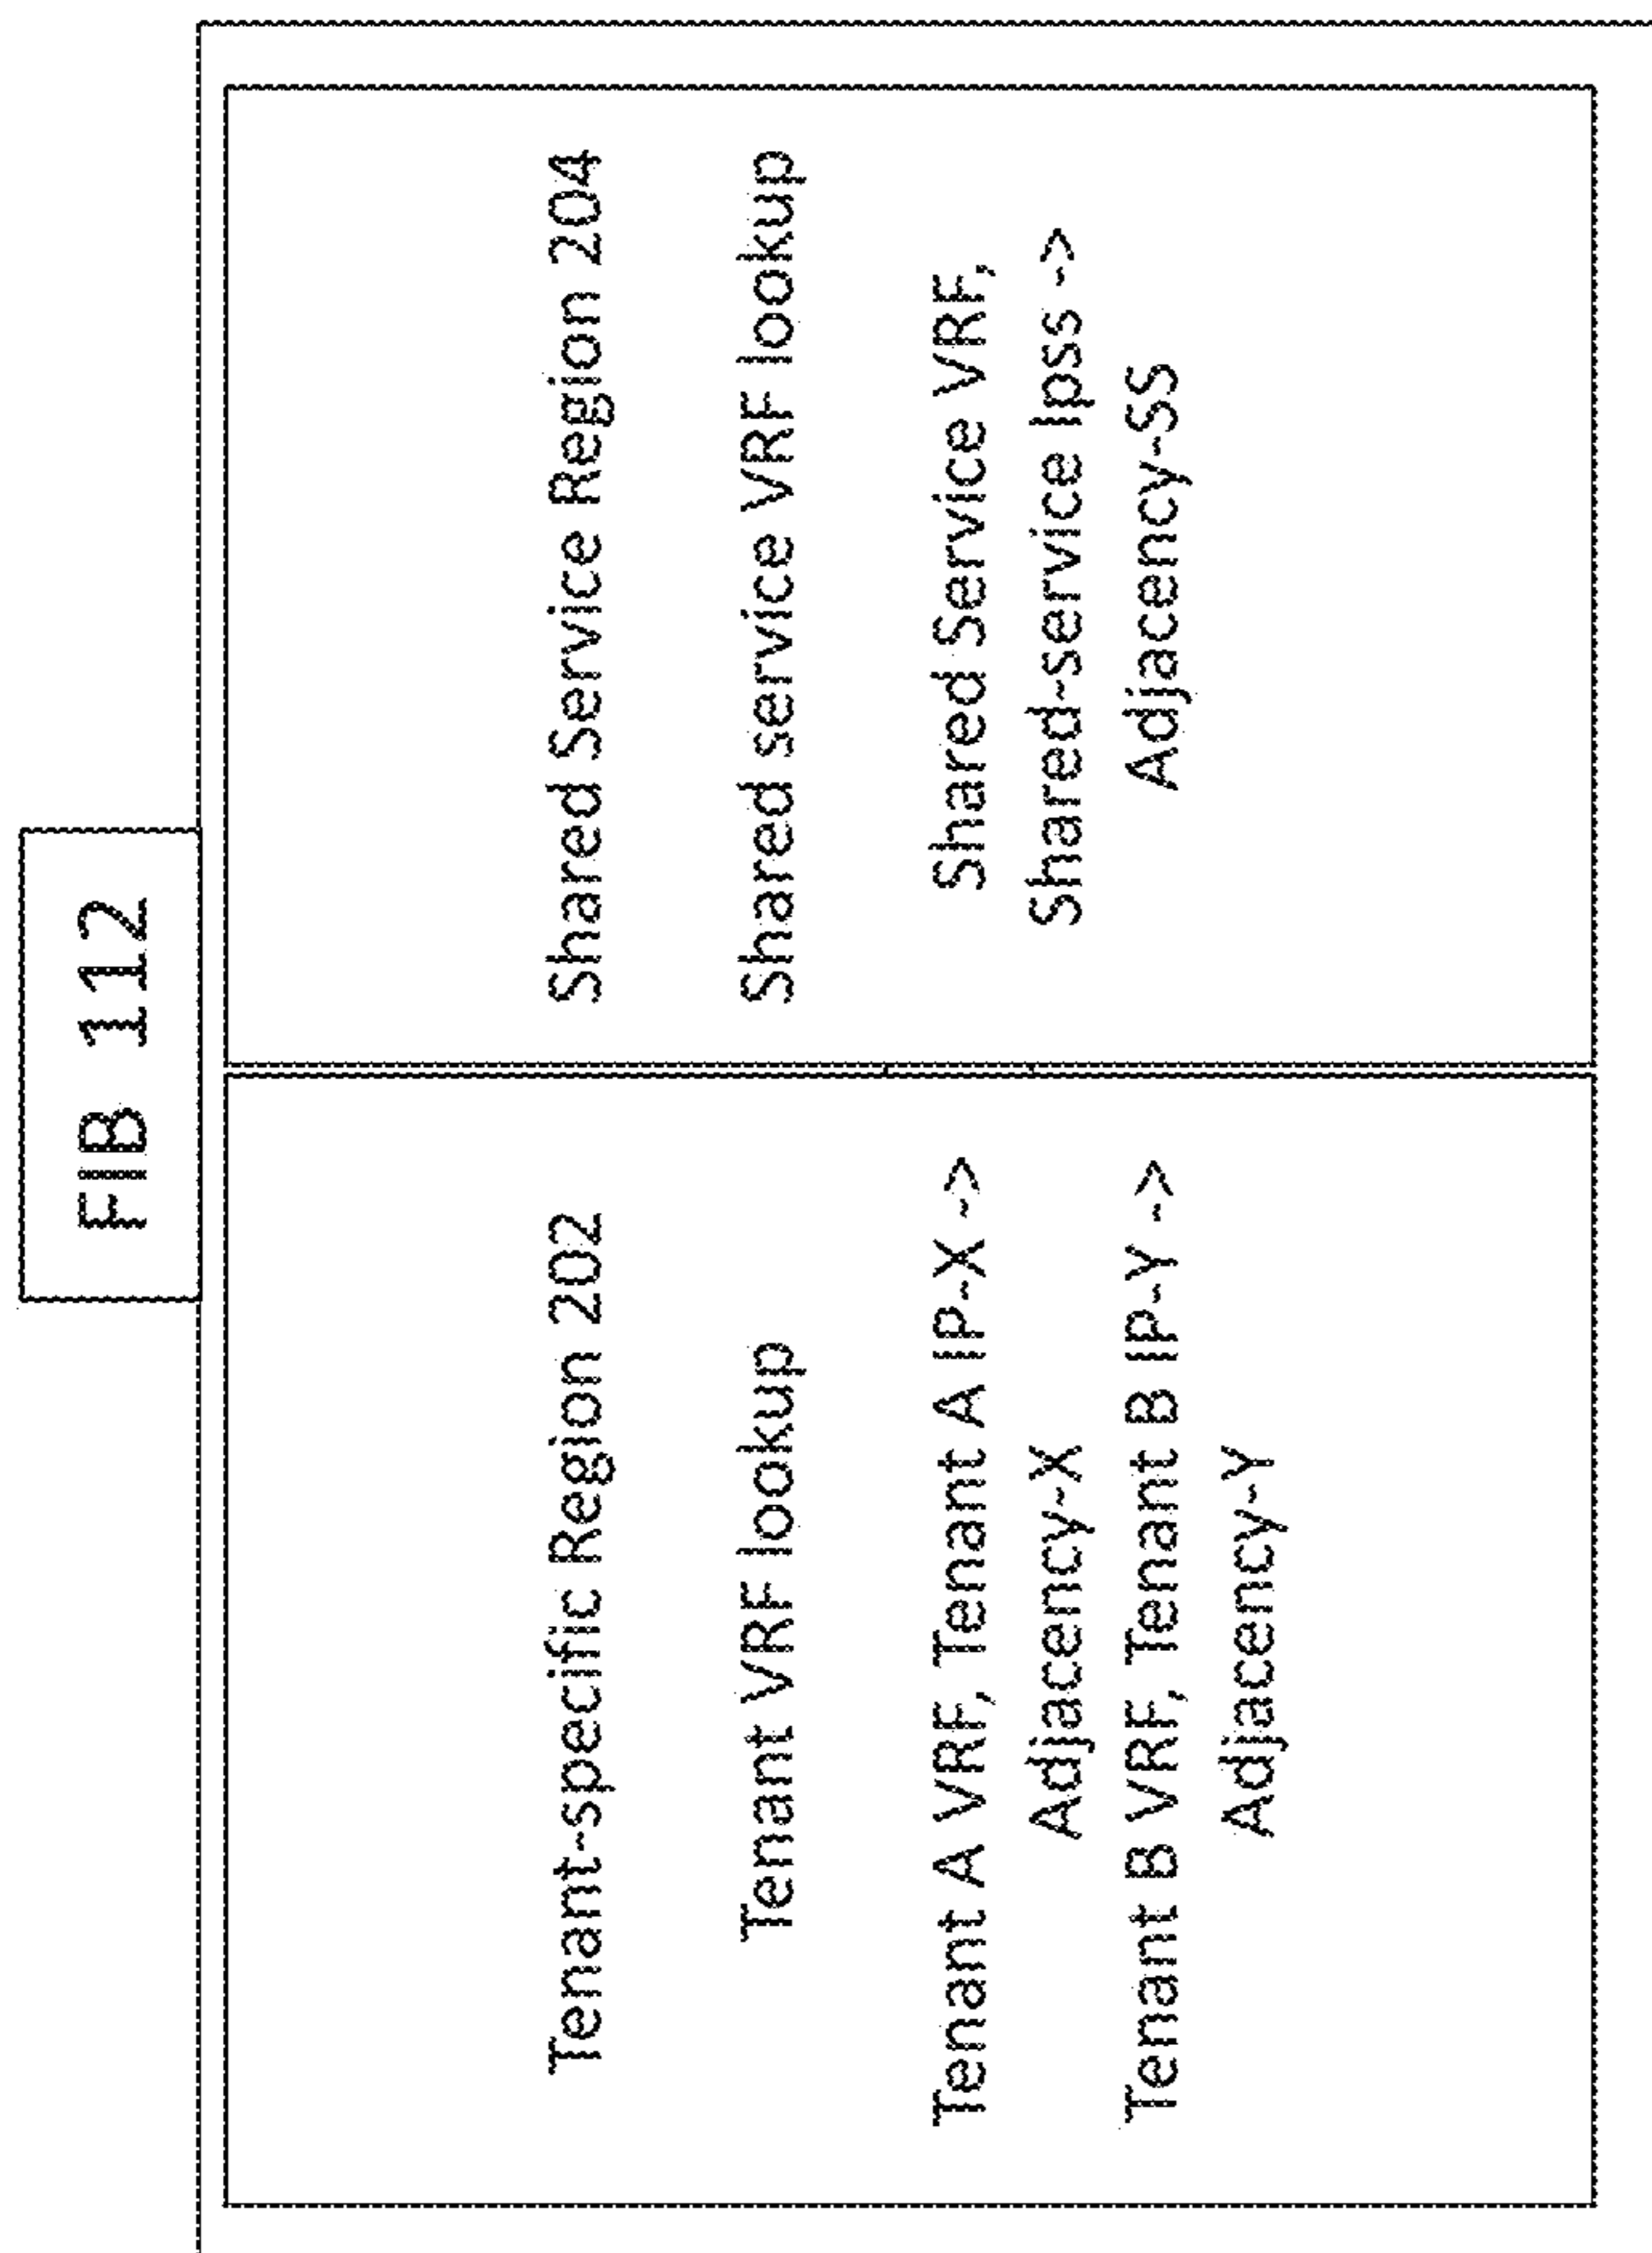 FIB 112
Tenant-specific Region 202
Tenant VRF lookup
Tenant A VRF, Tenant A IP-X ->
Adjacency-X
Tenant B VRF, Tenant B IP-Y ->
Adjacency-Y
Shared Service Region 204
Shared service VRF lookup
Shared Service VRF,
Shared-service Ipss ->
Adjacency-SS